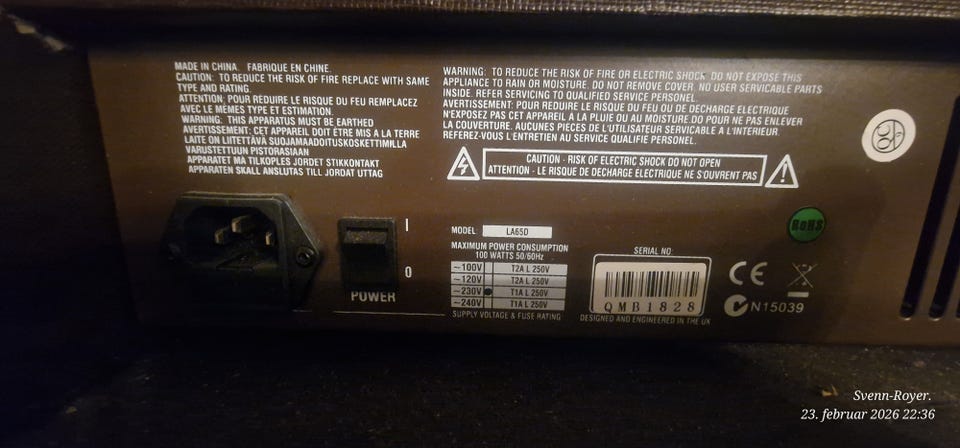 MADE IN CHINA. FABRIQUE EN CHINE.
CAUTION: TO REDUCE THE RISK OF FIRE REPLACE WITH SAME
TYPE AND RATING.
ATTENTION: POUR REDUIRE LE RISQUE DU FEU REMPLACEZ
AVEC LE MEMES TYPE ET ESTIMATION.
WARNING: THIS APPARATUS MUST BE EARTHED
AVERTISSEMENT: CET APPAREIL DOIT ÊTRE MIS A LA TERRE
LAITE ON LIITETTÄVÄ SUOJAMAADOITUSKOSKETTIMILLA
VARUSTETTUUN PISTORASIAAN
APPARATET MÅ TILKOPLES JORDET STIKKONTAKT
APPARATEN SKALL ANSLUTAS TILL JORDAT UTTAG
WARNING: TO REDUCE THE RISK OF FIRE OR ELECTRIC SHOCK DO NOT EXPOSE THIS
APPLIANCE TO RAIN OR MOISTURE. DO NOT REMOVE COVER. NO USER SERVICABLE PARTS
INSIDE. REFER SERVICING TO QUALIFIED SERVICE PERSONEL.
AVERTISSEMENT: POUR REDUIRE LE RISQUE DU FEU OU DE DECHARGE ELECTRIQUE
N'EXPOSEZ PAS CET APPAREIL A LA PLUIE OU AU MOISTURE.DO POUR NE PAS ENLEVER
LA COUVERTURE. AUCUNES PIECES DE L'UTILISATEUR SERVICABLE A L'INTERIEUR.
REFEREZ-VOUS L'ENTRETIEN AU SERVICE QUALIFIE PERSONEL.
CAUTION - RISK OF ELECTRIC SHOCK DO NOT OPEN
ATTENTION - LE RISQUE DE DECHARGE ELECTRIQUE NE S'OUVRENT PAS
I
0
POWER
MODEL: LA65D
MAXIMUM POWER CONSUMPTION
100 WATTS 50/60Hz
~100V T2A L 250V
~120V T2A L 250V
~230V T1A L 250V
~240V T1A L 250V
SUPPLY VOLTAGE & FUSE RATING
SERIAL NO:
QMB1828
DESIGNED AND ENGINEERED IN THE UK
RoHS
CE
N15039
Svenn-Royer.
23. februar 2026 22:36